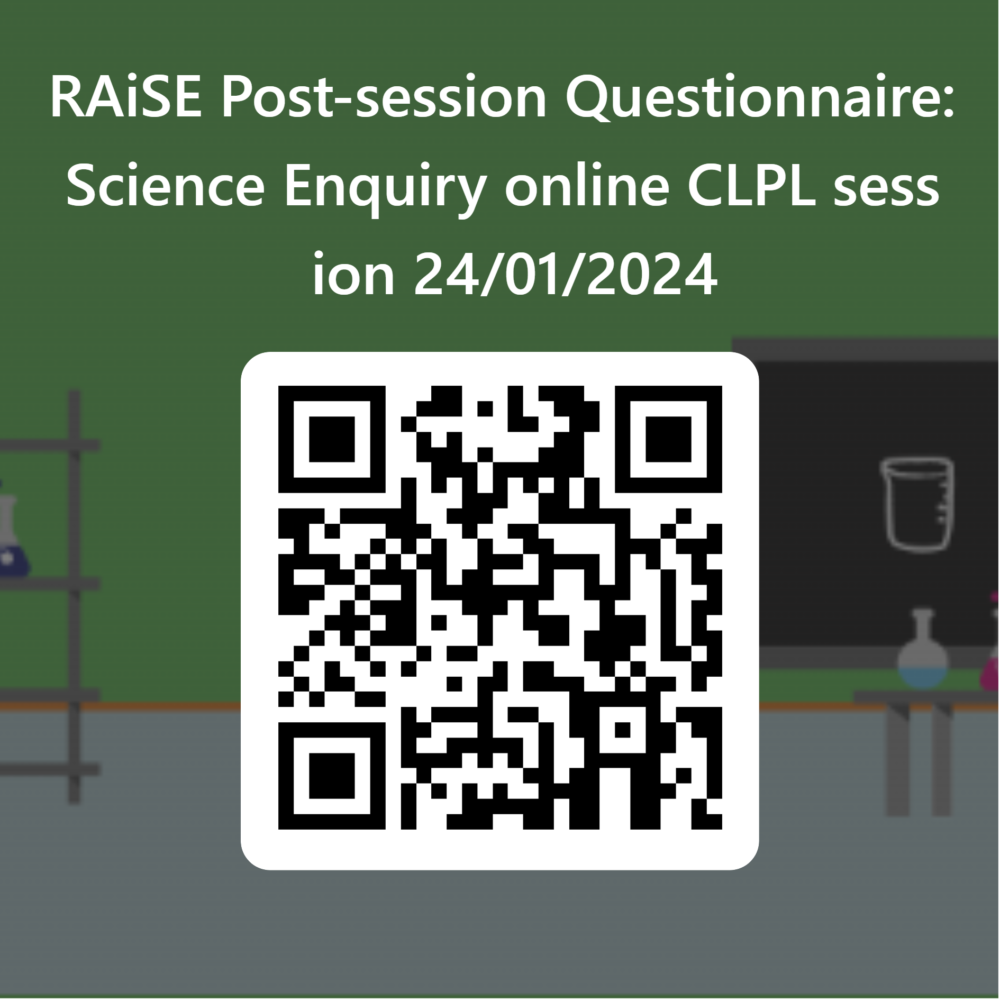 RAiSE Post-session Questionnaire:
Science Enquiry online CLPL sess
ion 24/01/2024